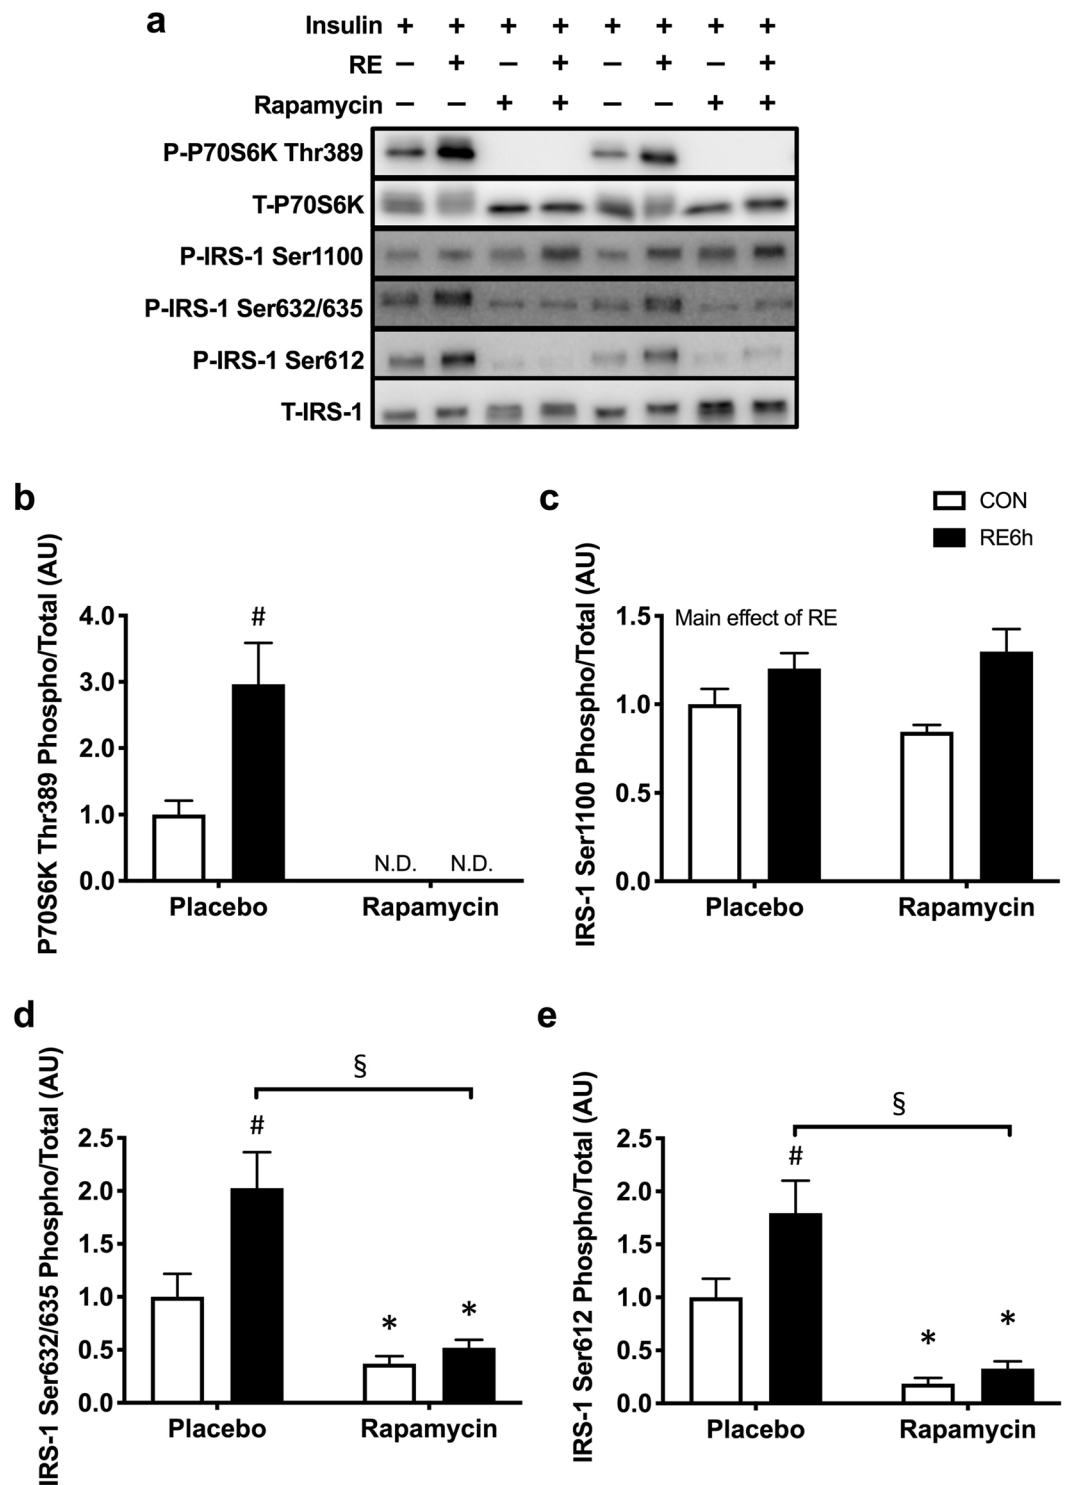 a
Insulin + + + + + + + +
RE – + – + – + – +
Rapamycin – – + + – – + +
P-P70S6K Thr389
T-P70S6K
P-IRS-1 Ser1100
P-IRS-1 Ser632/635
P-IRS-1 Ser612
T-IRS-1
b
P70S6K Thr389 Phospho/Total (AU)
4.0
3.0
2.0
1.0
0.0
#
N.D. N.D.
Placebo Rapamycin
c
CON
RE6h
IRS-1 Ser1100 Phospho/Total (AU)
Main effect of RE
1.5
1.0
0.5
0.0
Placebo Rapamycin
d
IRS-1 Ser632/635 Phospho/Total (AU)
§
#
2.5
2.0
1.5
1.0
0.5
0.0
* *
Placebo Rapamycin
e
IRS-1 Ser612 Phospho/Total (AU)
§
#
2.5
2.0
1.5
1.0
0.5
0.0
* *
Placebo Rapamycin